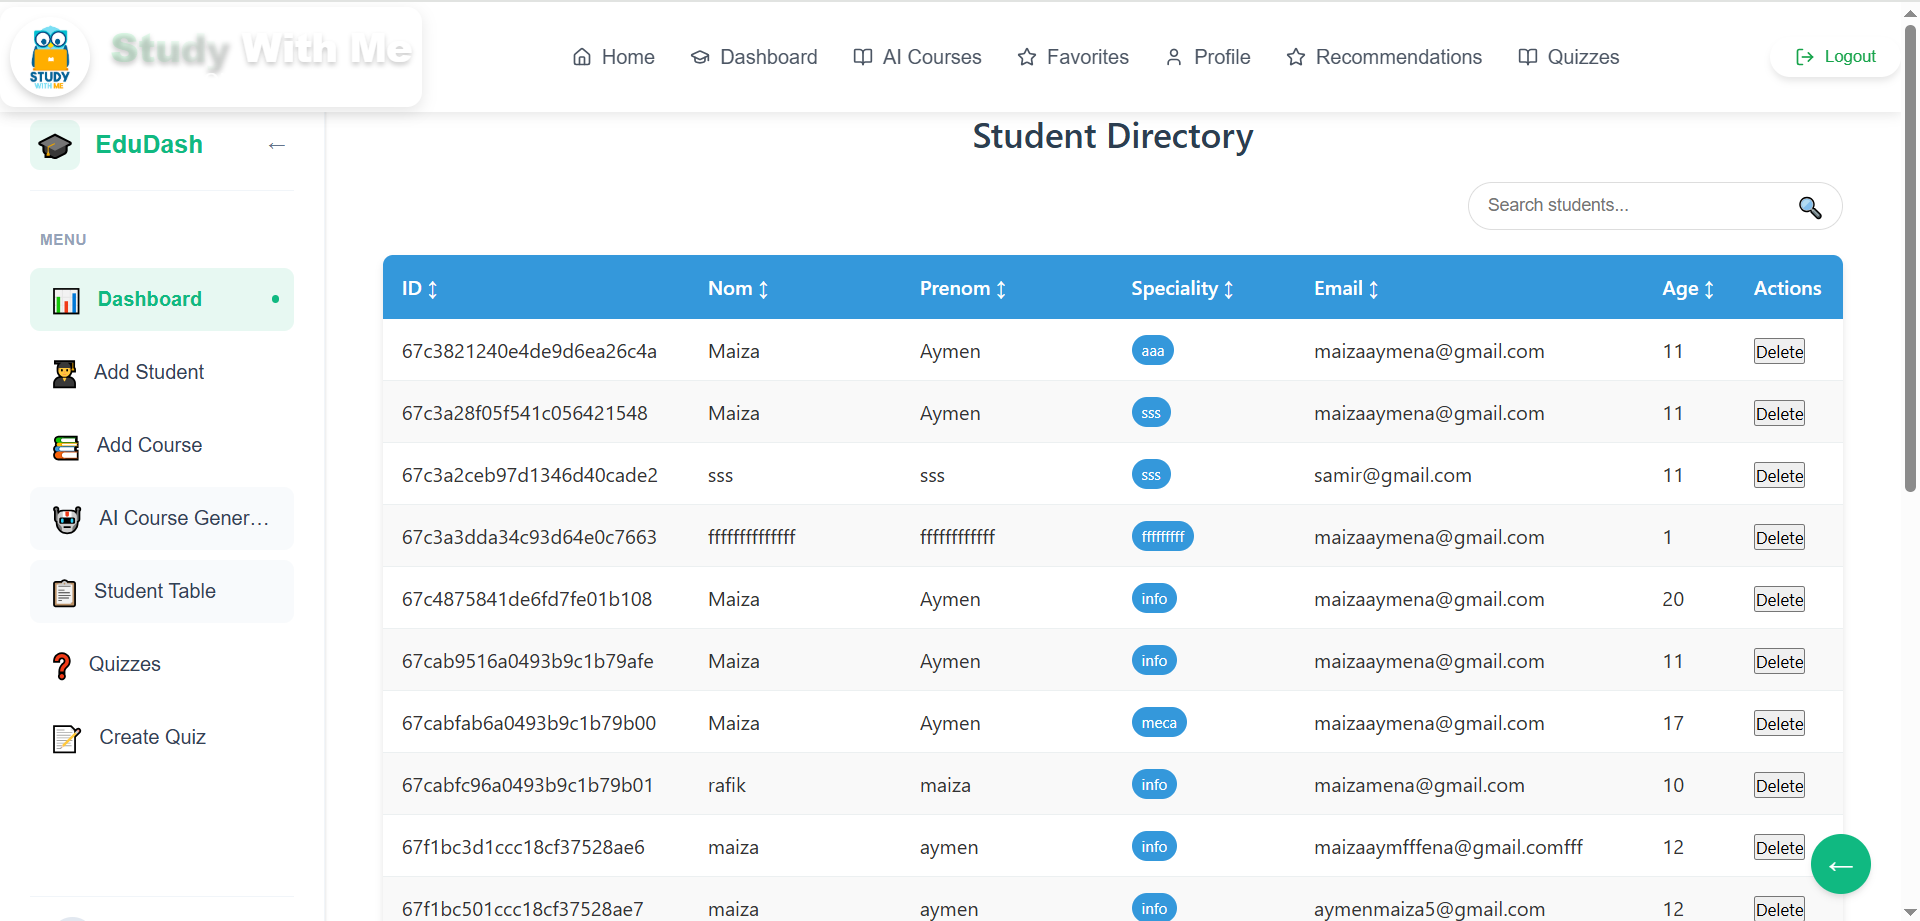 STUDY
WITH ME
Study With Me
Home
Dashboard
AI Courses
Favorites
Profile
Recommendations
Quizzes
Logout
EduDash
←
MENU
Dashboard
Add Student
Add Course
AI Course Gener...
Student Table
Quizzes
Create Quiz
Student Directory
Search students...
ID ↕ Nom ↕ Prenom ↕ Speciality ↕ Email ↕ Age ↕ Actions
67c3821240e4de9d6ea26c4a Maiza Aymen aaa maizaaymena@gmail.com 11 Delete
67c3a28f05f541c056421548 Maiza Aymen sss maizaaymena@gmail.com 11 Delete
67c3a2ceb97d1346d40cade2 sss sss sss samir@gmail.com 11 Delete
67c3a3dda34c93d64e0c7663 ffffffffffffff ffffffffffff fffffffff maizaaymena@gmail.com 1 Delete
67c4875841de6fd7fe01b108 Maiza Aymen info maizaaymena@gmail.com 20 Delete
67cab9516a0493b9c1b79afe Maiza Aymen info maizaaymena@gmail.com 11 Delete
67cabfab6a0493b9c1b79b00 Maiza Aymen meca maizaaymena@gmail.com 17 Delete
67cabfc96a0493b9c1b79b01 rafik maiza info maizamena@gmail.com 10 Delete
67f1bc3d1ccc18cf37528ae6 maiza aymen info maizaaymfffena@gmail.comfff 12 Delete
67f1bc501ccc18cf37528ae7 maiza aymen info aymenmaiza5@gmail.com 12 Delete
←